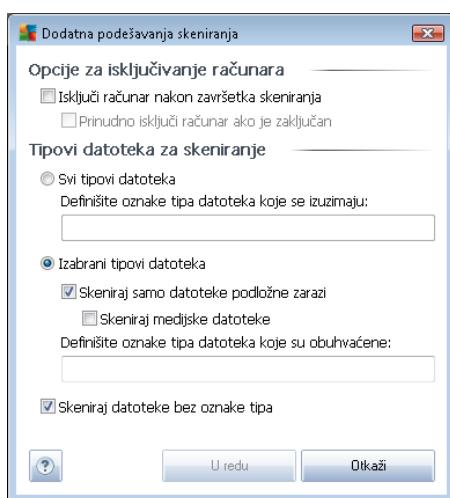 Dodatna podešavanja skeniranja
Opcije za isključivanje računara
Isključi računar nakon završetka skeniranja
Prinudno isključi računar ako je zaključan
Tipovi datoteka za skeniranje
Svi tipovi datoteka
Definišite oznake tipa datoteka koje se izuzimaju:
Izabrani tipovi datoteka
Skeniraj samo datoteke podložne zarazi
Skeniraj medijske datoteke
Definišite oznake tipa datoteka koje su obuhvaćene:
Skeniraj datoteke bez oznake tipa
? U redu Otkaži